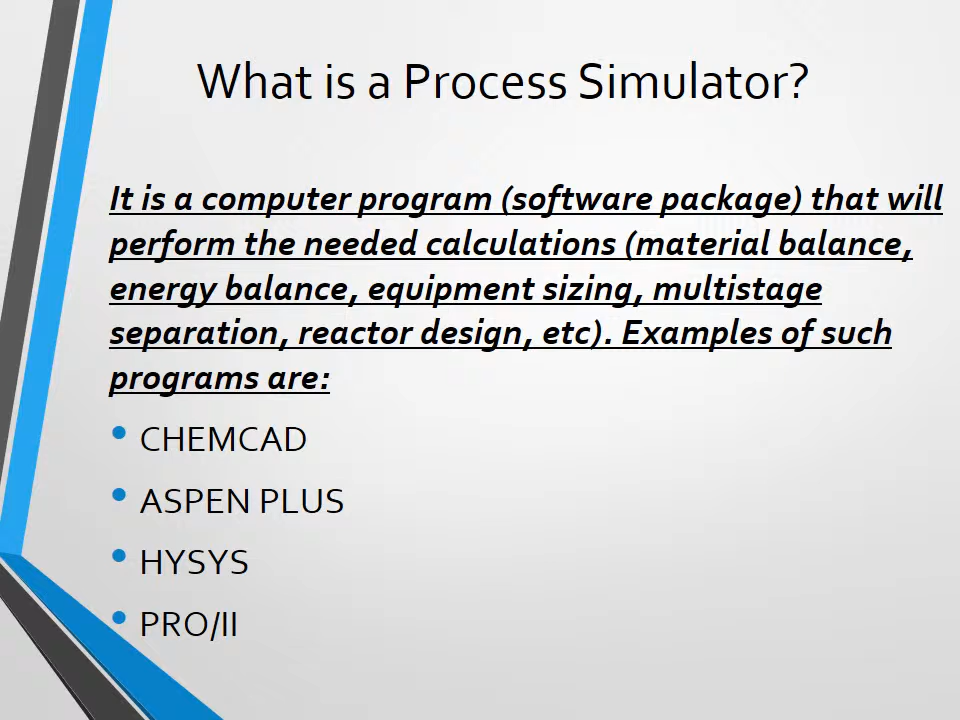 What is a Process Simulator?
It is a computer program (software package) that will
perform the needed calculations (material balance,
energy balance, equipment sizing, multistage
separation, reactor design, etc). Examples of such
programs are:
• CHEMCAD
• ASPEN PLUS
• HYSYS
• PRO/II